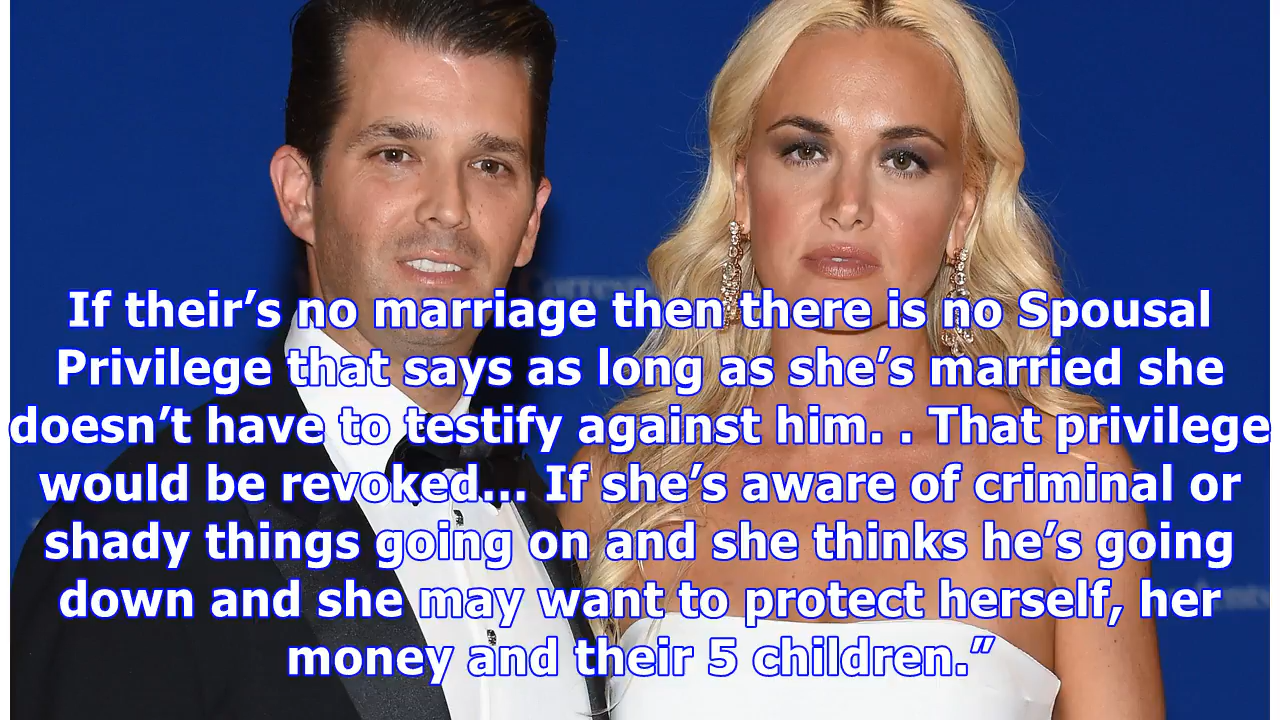 If their’s no marriage then there is no Spousal
Privilege that says as long as she’s married she
doesn’t have to testify against him. . That privilege
would be revoked... If she’s aware of criminal or
shady things going on and she thinks he’s going
down and she may want to protect herself, her
money and their 5 children.”